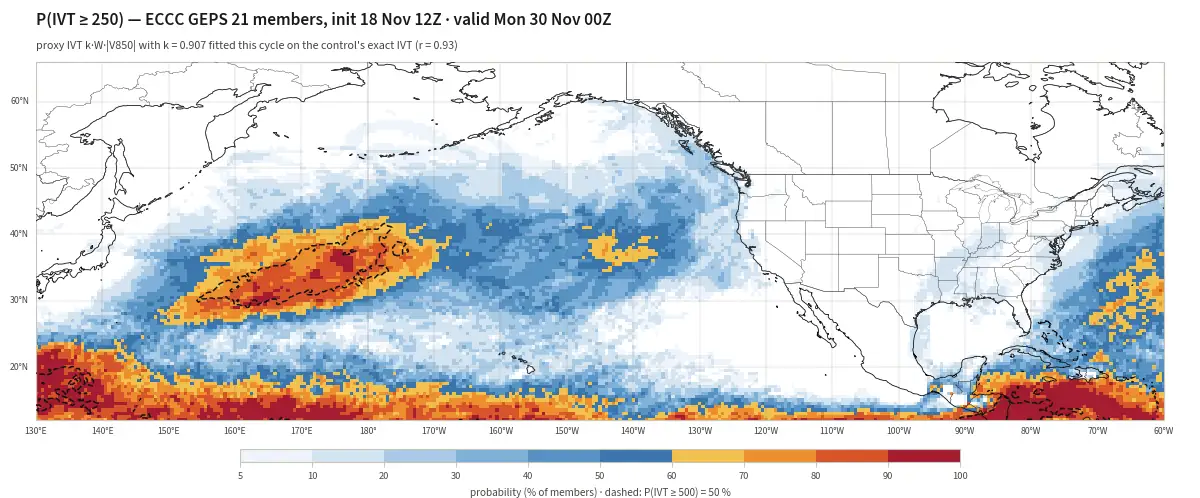 P(IVT ≥ 250) — ECCC GEPS 21 members, init 18 Nov 12Z · valid Mon 30 Nov 00Z
proxy IVT k·W·|V850| with k = 0.907 fitted this cycle on the control's exact IVT (r = 0.93)
60°N
50°N
40°N
30°N
20°N
130°E 140°E 150°E 160°E 170°E 180° 170°W 160°W 150°W 140°W 130°W 120°W 110°W 100°W 90°W 80°W 70°W 60°W
5 10 20 30 40 50 60 70 80 90 100
probability (% of members) · dashed: P(IVT ≥ 500) = 50 %